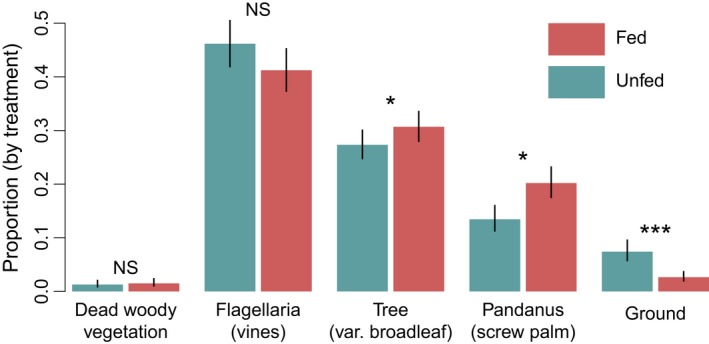 Proportion (by treatment)
0.5
0.4
0.3
0.2
0.1
0.0
NS
NS
*
*
***
Fed
Unfed
Dead woody
vegetation
Flagellaria
(vines)
Tree
(var. broadleaf)
Pandanus
(screw palm)
Ground